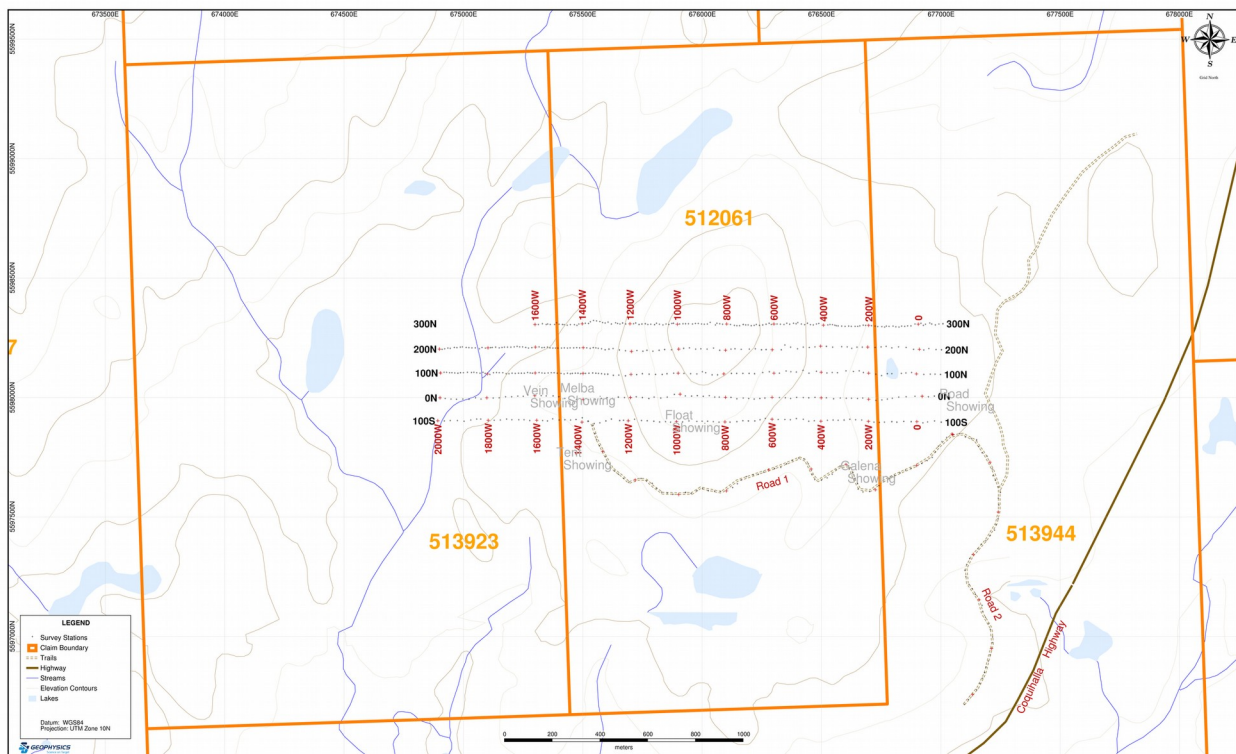 673500E 674000E 674500E 675000E 675500E 676000E 676500E 677000E 677500E 678000E
5599500N
5599000N
5598500N
5598000N
5597500N
5597000N
N
W E
S
Grid North
512061
7
1600W 1400W 1200W 1000W 800W 600W 400W 200W 0
300N 300N
200N 200N
100N 100N
0N 0N
100S 100S
Vein
Showing
Melba
Showing
Road
Showing
Float
Showing
2000W 1800W 1600W 1400W 1200W 1000W 800W 600W 400W 200W 0
Tent
Showing
Galena
Showing
Road 1
513923
513944
Road 2
Coquihalla Highway
LEGEND
Survey Stations
Claim Boundary
Trails
Highway
Streams
Elevation Contours
Lakes
Datum: WGS84
Projection: UTM Zone 10N
GEOPHYSICS
0 200 400 600 800 1000
meters